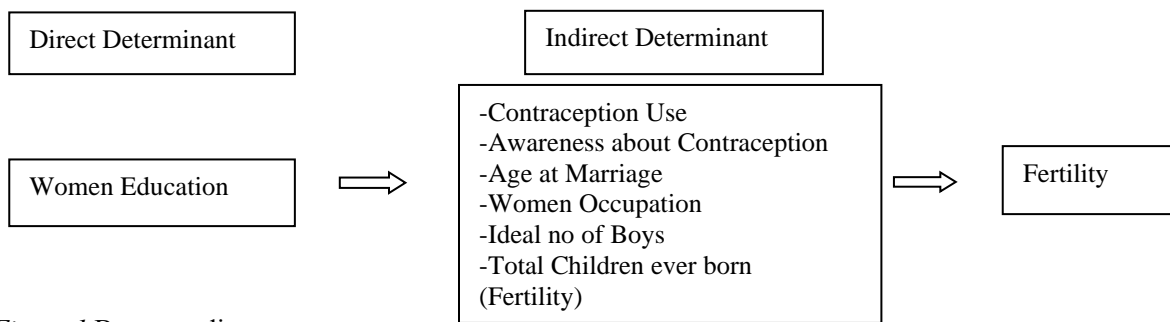 Direct Determinant
Indirect Determinant
Women Education
-Contraception Use
-Awareness about Contraception
-Age at Marriage
-Women Occupation
-Ideal no of Boys
-Total Children ever born
(Fertility)
Fertility